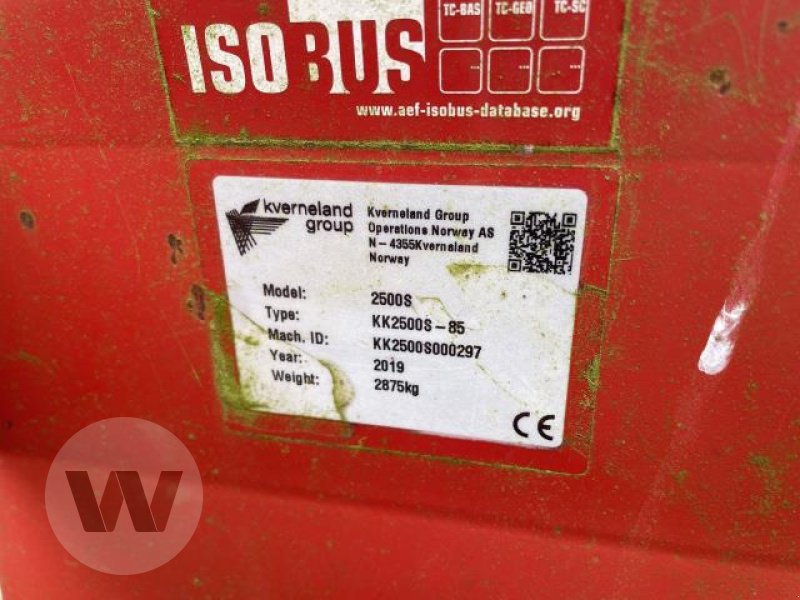 TC-BAS TC-GEO TC-SC
ISOBUS
www.aef-isobus-database.org
kverneland group
Kverneland Group
Operations Norway AS
N-4355Kverneland
Norway
Model: 2500S
Type: KK2500S-85
Mach. ID: KK2500S000297
Year: 2019
Weight: 2875kg
CE
W